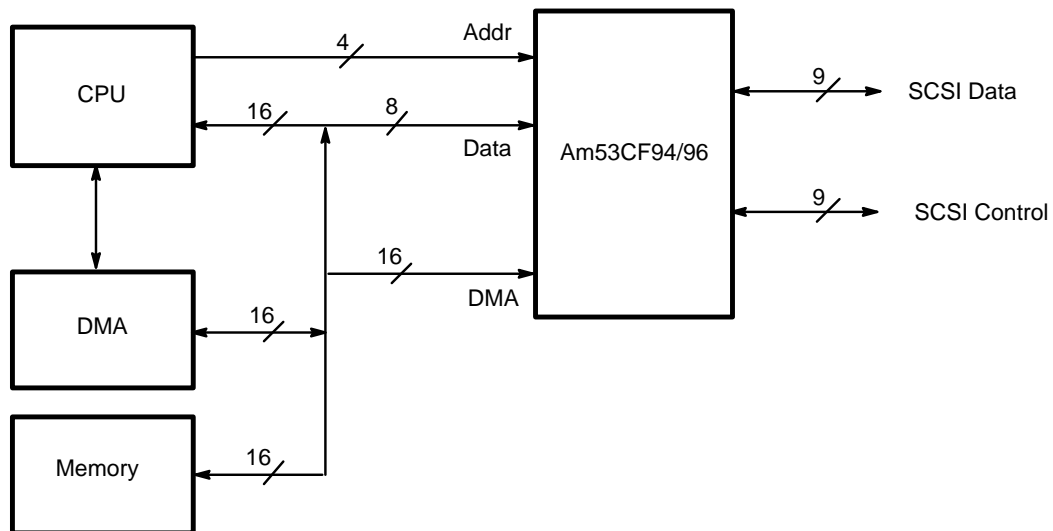 4
Addr
CPU
9
SCSI Data
16
8
Data
Am53CF94/96
9
SCSI Control
16
DMA
DMA
16
Memory
16